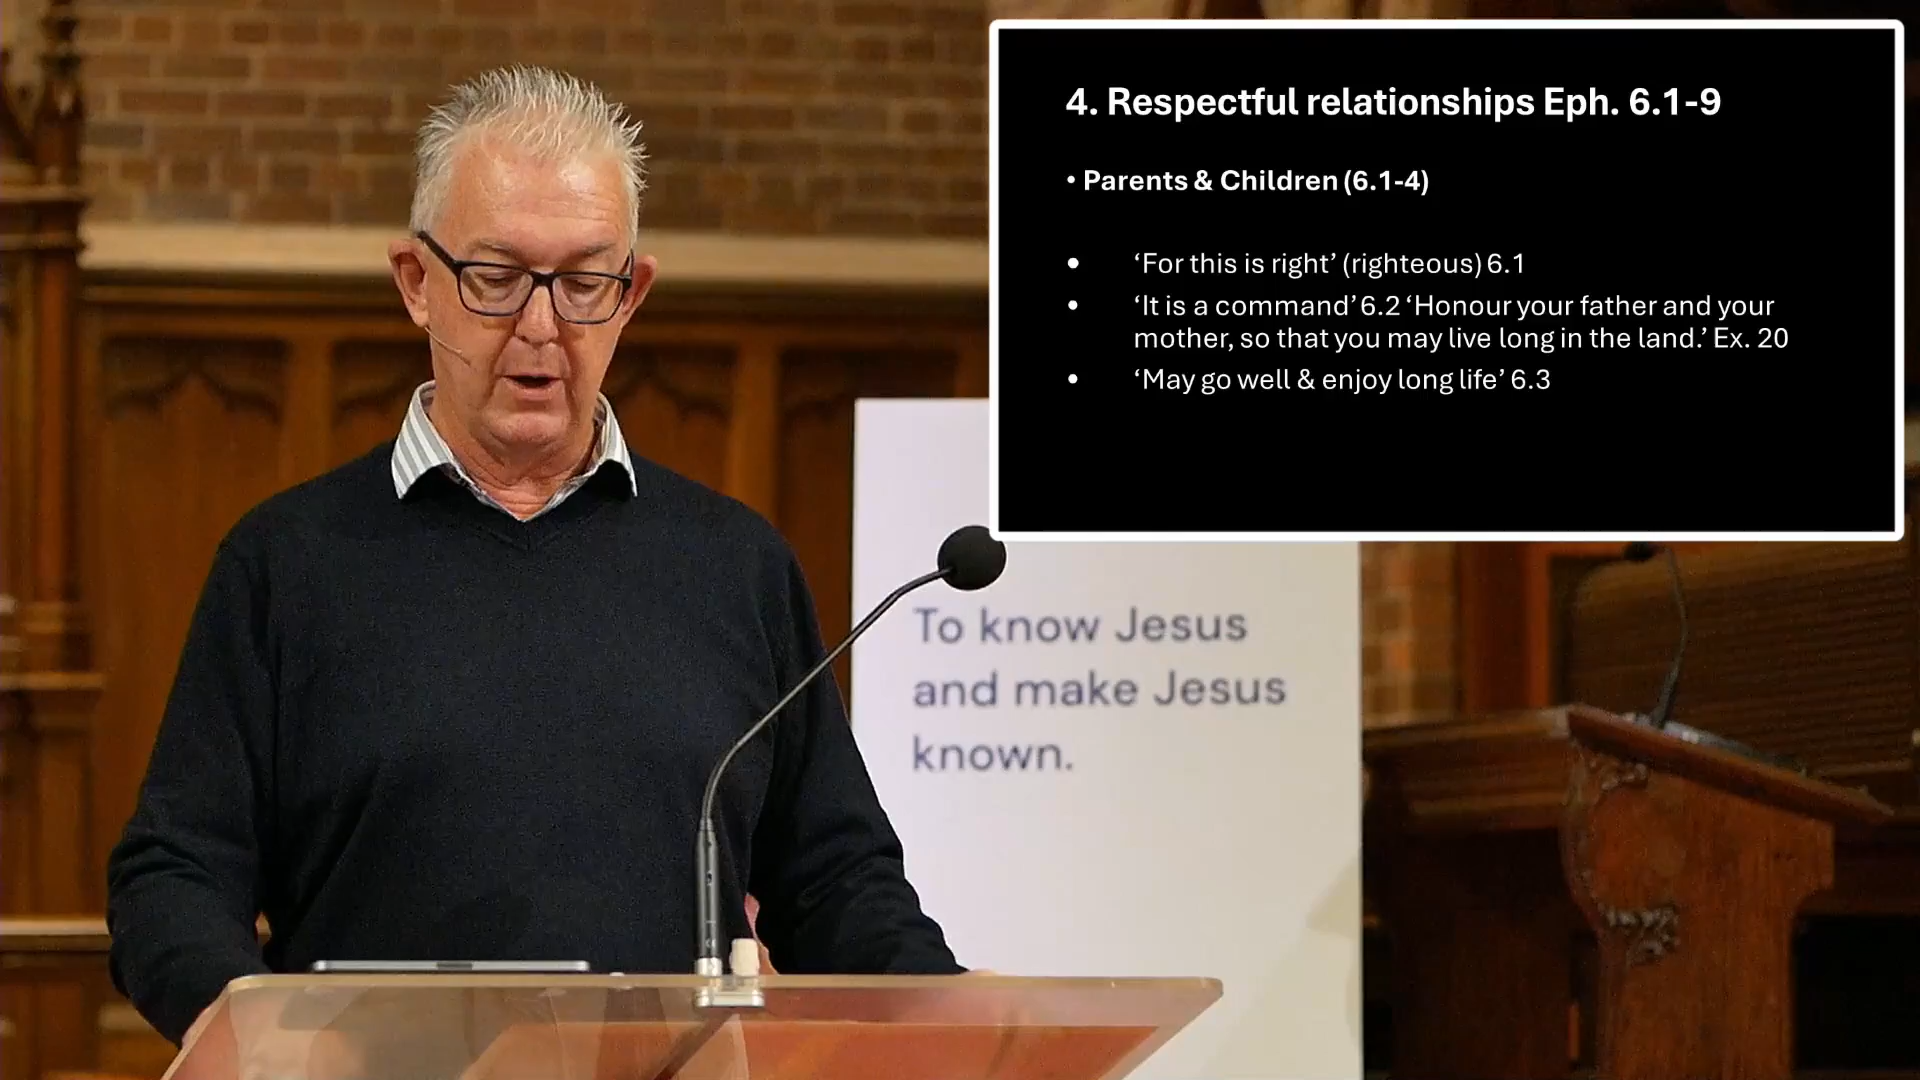 4. Respectful relationships Eph. 6.1-9
• Parents & Children (6.1-4)
• ‘For this is right’ (righteous) 6.1
• ‘It is a command’ 6.2 ‘Honour your father and your
mother, so that you may live long in the land.’ Ex. 20
• ‘May go well & enjoy long life’ 6.3
To know Jesus
and make Jesus
known.